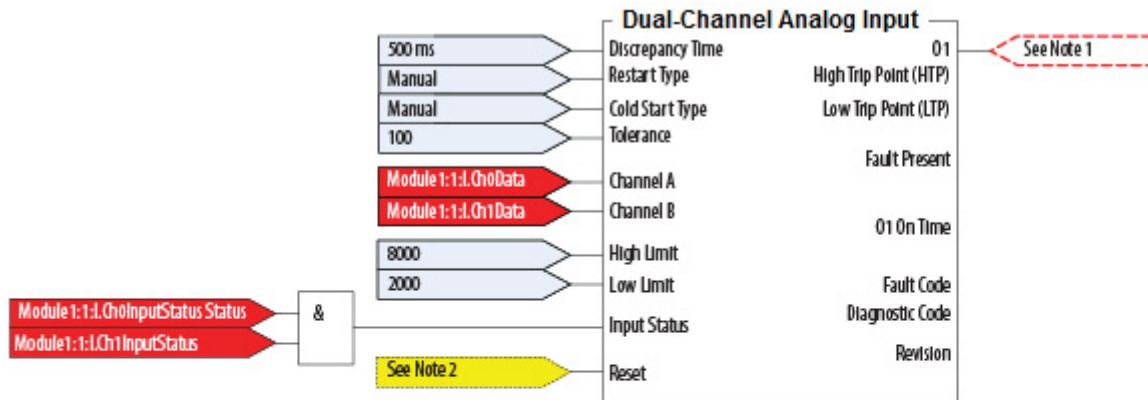 Dual-Channel Analog Input
500 ms
Discrepancy Time
O1
See Note 1
Manual
Restart Type
High Trip Point (HTP)
Manual
Cold Start Type
Low Trip Point (LTP)
100
Tolerance
Fault Present
Module1:1:I.Ch0Data
Channel A
Module1:1:I.Ch1Data
Channel B
O1 On Time
8000
High Limit
2000
Low Limit
Fault Code
Module1:1:I.Ch0InputStatus Status
&
Diagnostic Code
Input Status
Module1:1:I.Ch1InputStatus
Revision
See Note 2
Reset